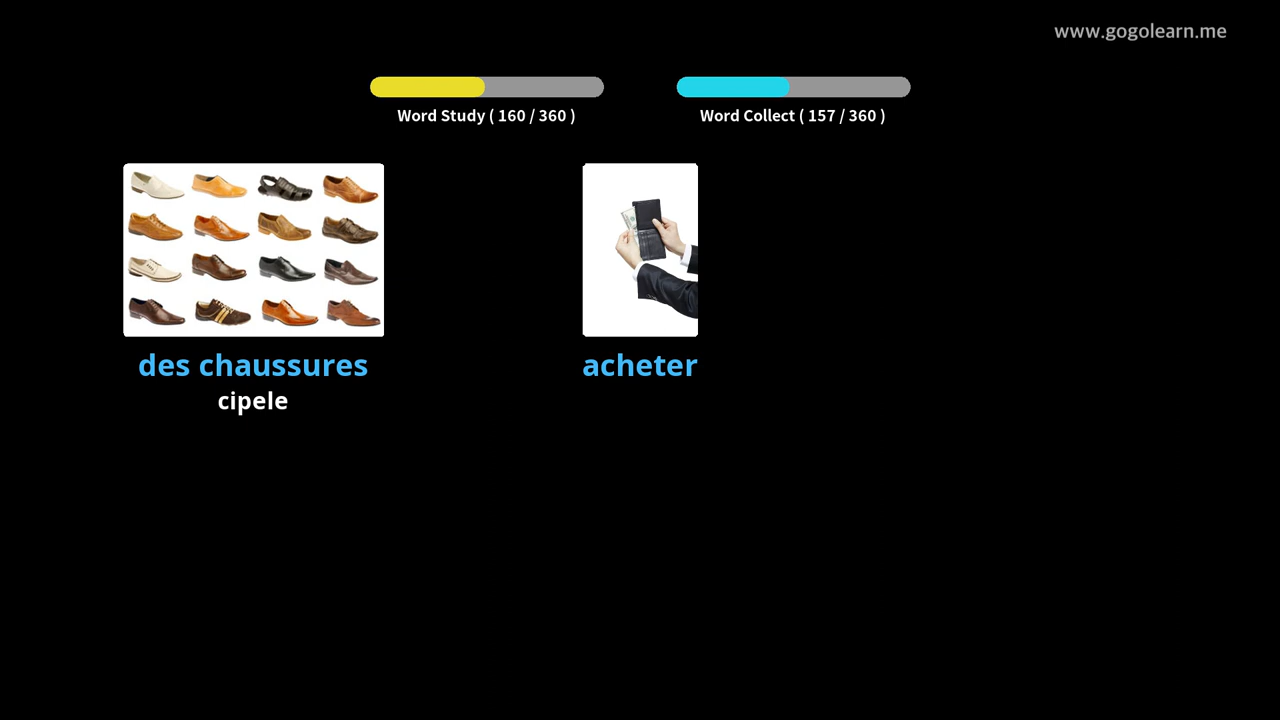 www.gogolearn.me
Word Study ( 160 / 360 )
Word Collect ( 157 / 360 )
des chaussures
acheter
cipele